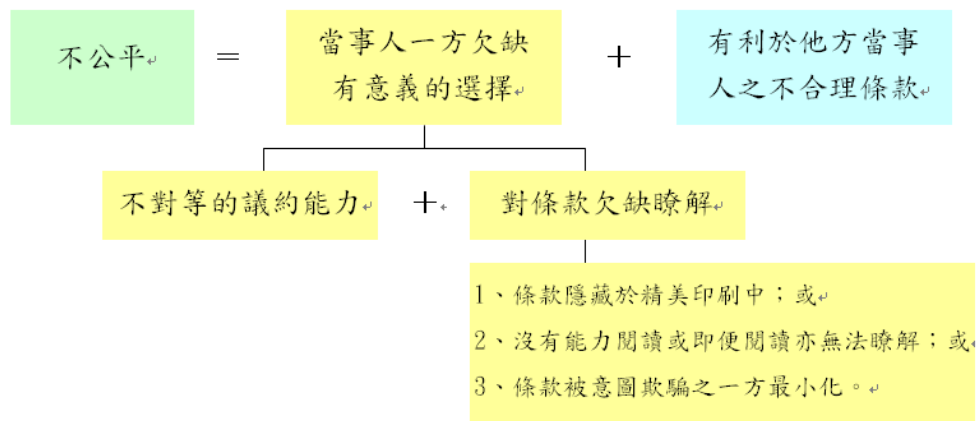 不公平
=
當事人一方欠缺
有意義的選擇
+
有利於他方當事
人之不合理條款
不對等的議約能力
+
對條款欠缺瞭解
1、條款隱藏於精美印刷中；或
2、沒有能力閱讀或即便閱讀亦無法瞭解；或
3、條款被意圖欺騙之一方最小化。